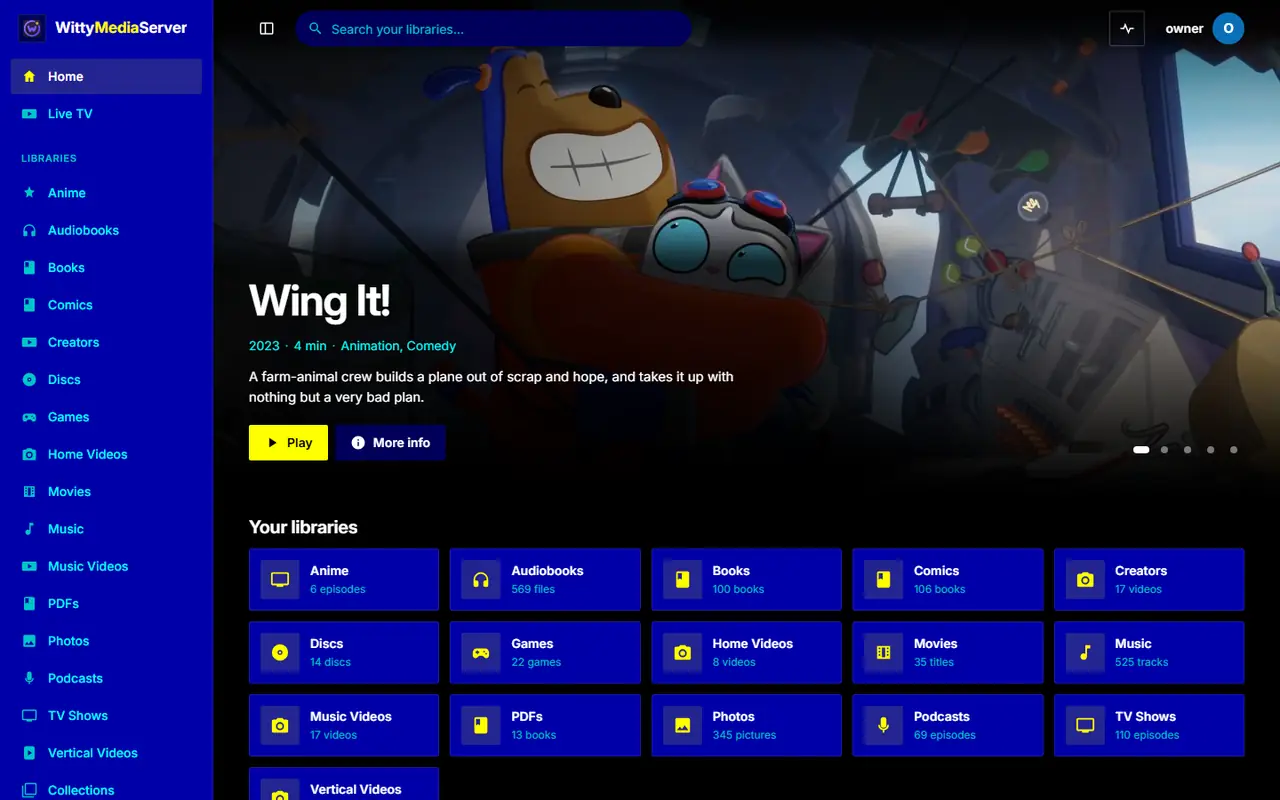 WittyMediaServer
Search your libraries...
owner
O
Home
Live TV
LIBRARIES
Anime
Audiobooks
Books
Comics
Creators
Discs
Games
Home Videos
Movies
Music
Music Videos
PDFs
Photos
Podcasts
TV Shows
Vertical Videos
Collections
Wing It!
2023 · 4 min · Animation, Comedy
A farm-animal crew builds a plane out of scrap and hope, and takes it up with
nothing but a very bad plan.
Play
More info
Your libraries
Anime
6 episodes
Audiobooks
569 files
Books
100 books
Comics
106 books
Creators
17 videos
Discs
14 discs
Games
22 games
Home Videos
8 videos
Movies
35 titles
Music
525 tracks
Music Videos
17 videos
PDFs
13 books
Photos
345 pictures
Podcasts
69 episodes
TV Shows
110 episodes
Vertical Videos